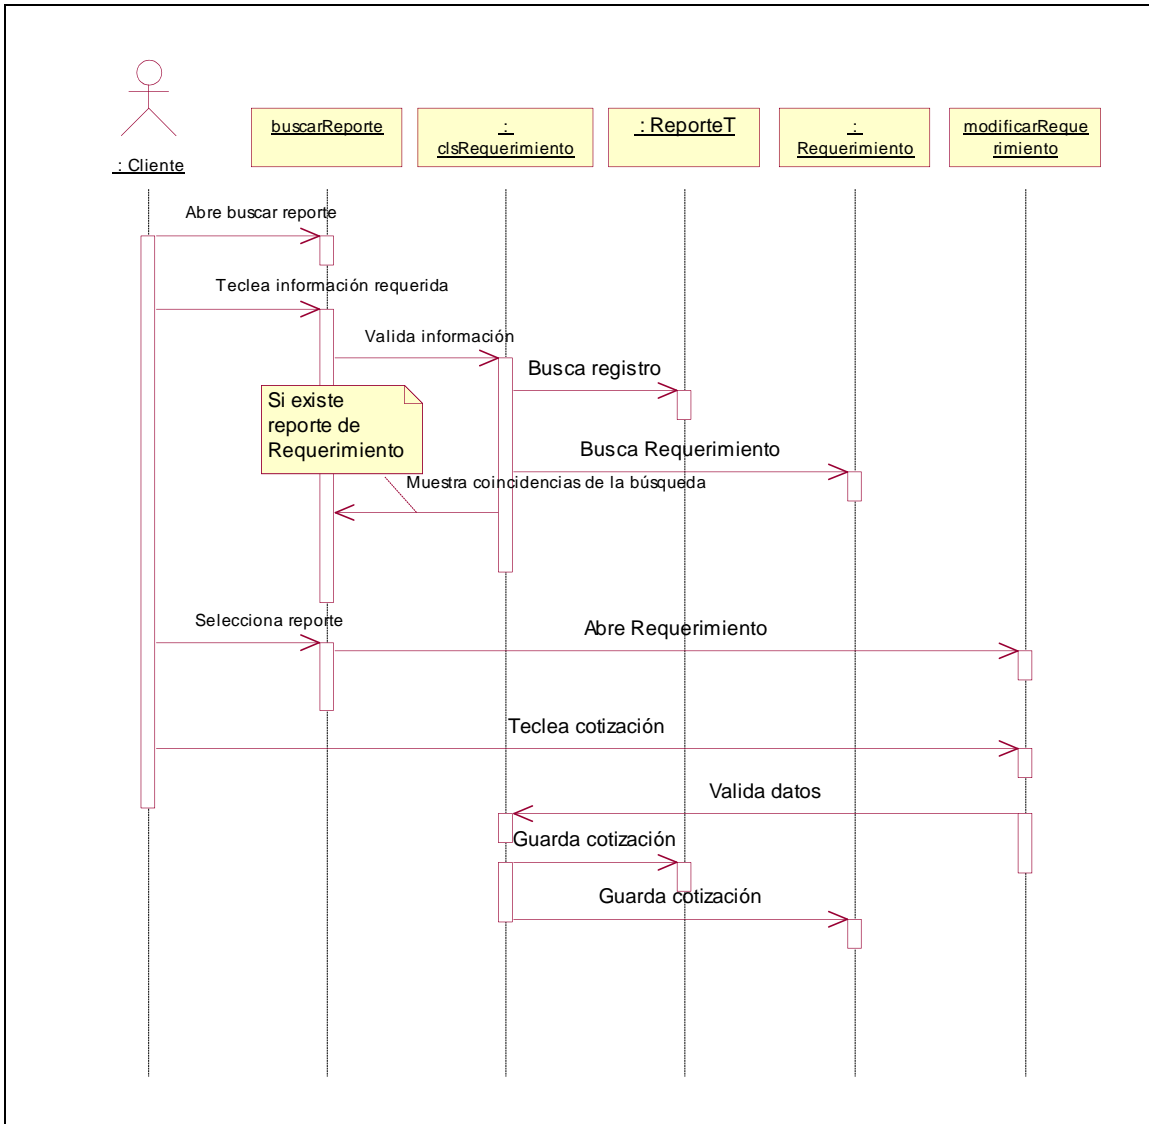 : Cliente
buscarReporte
:
clsRequerimiento
: ReporteT
:
Requerimiento
modificarReque
rimiento
Abre buscar reporte
Teclea información requerida
Valida información
Busca registro
Si existe
reporte de
Requerimiento
Busca Requerimiento
Muestra coincidencias de la búsqueda
Selecciona reporte
Abre Requerimiento
Teclea cotización
Valida datos
Guarda cotización
Guarda cotización